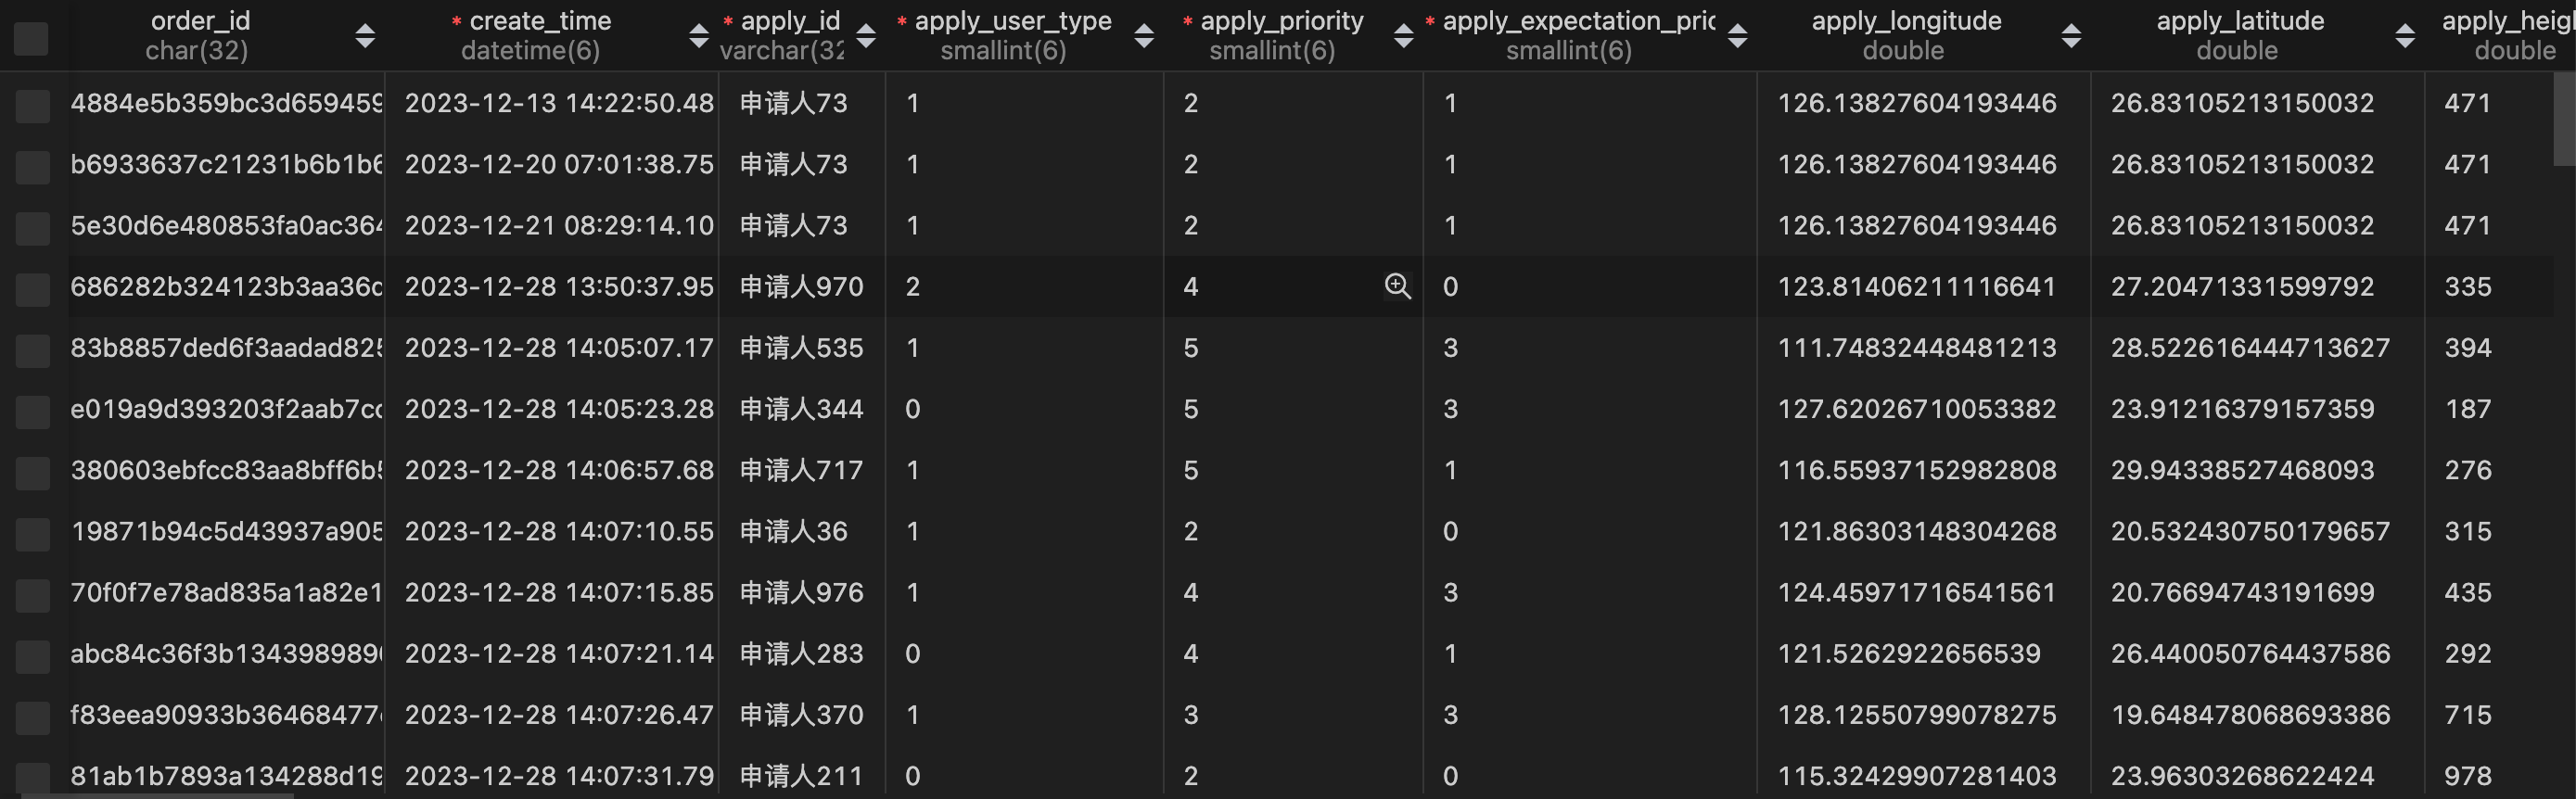 order_id * create_time * apply_id * apply_user_type * apply_priority * apply_expectation_pric apply_longitude apply_latitude apply_heig
char(32) datetime(6) varchar(32 smallint(6) smallint(6) smallint(6) double double double
4884e5b359bc3d659459 2023-12-13 14:22:50.48 申请人73 1 2 1 126.13827604193446 26.83105213150032 471
b6933637c21231b6b1b6 2023-12-20 07:01:38.75 申请人73 1 2 1 126.13827604193446 26.83105213150032 471
5e30d6e480853fa0ac364 2023-12-21 08:29:14.10 申请人73 1 2 1 126.13827604193446 26.83105213150032 471
686282b324123b3aa36c 2023-12-28 13:50:37.95 申请人970 2 4 0 123.81406211116641 27.20471331599792 335
83b8857ded6f3aadad825 2023-12-28 14:05:07.17 申请人535 1 5 3 111.74832448481213 28.522616444713627 394
e019a9d393203f2aab7cc 2023-12-28 14:05:23.28 申请人344 0 5 3 127.62026710053382 23.91216379157359 187
380603ebfcc83aa8bff6b5 2023-12-28 14:06:57.68 申请人717 1 5 1 116.55937152982808 29.94338527468093 276
19871b94c5d43937a905 2023-12-28 14:07:10.55 申请人36 1 2 0 121.86303148304268 20.532430750179657 315
70f0f7e78ad835a1a82e1 2023-12-28 14:07:15.85 申请人976 1 4 3 124.45971716541561 20.76694743191699 435
abc84c36f3b1343989890 2023-12-28 14:07:21.14 申请人283 0 4 1 121.5262922656539 26.440050764437586 292
f83eea90933b36468477 2023-12-28 14:07:26.47 申请人370 1 3 3 128.12550799078275 19.648478068693386 715
81ab1b7893a134288d19 2023-12-28 14:07:31.79 申请人211 0 2 0 115.32429907281403 23.96303268622424 978